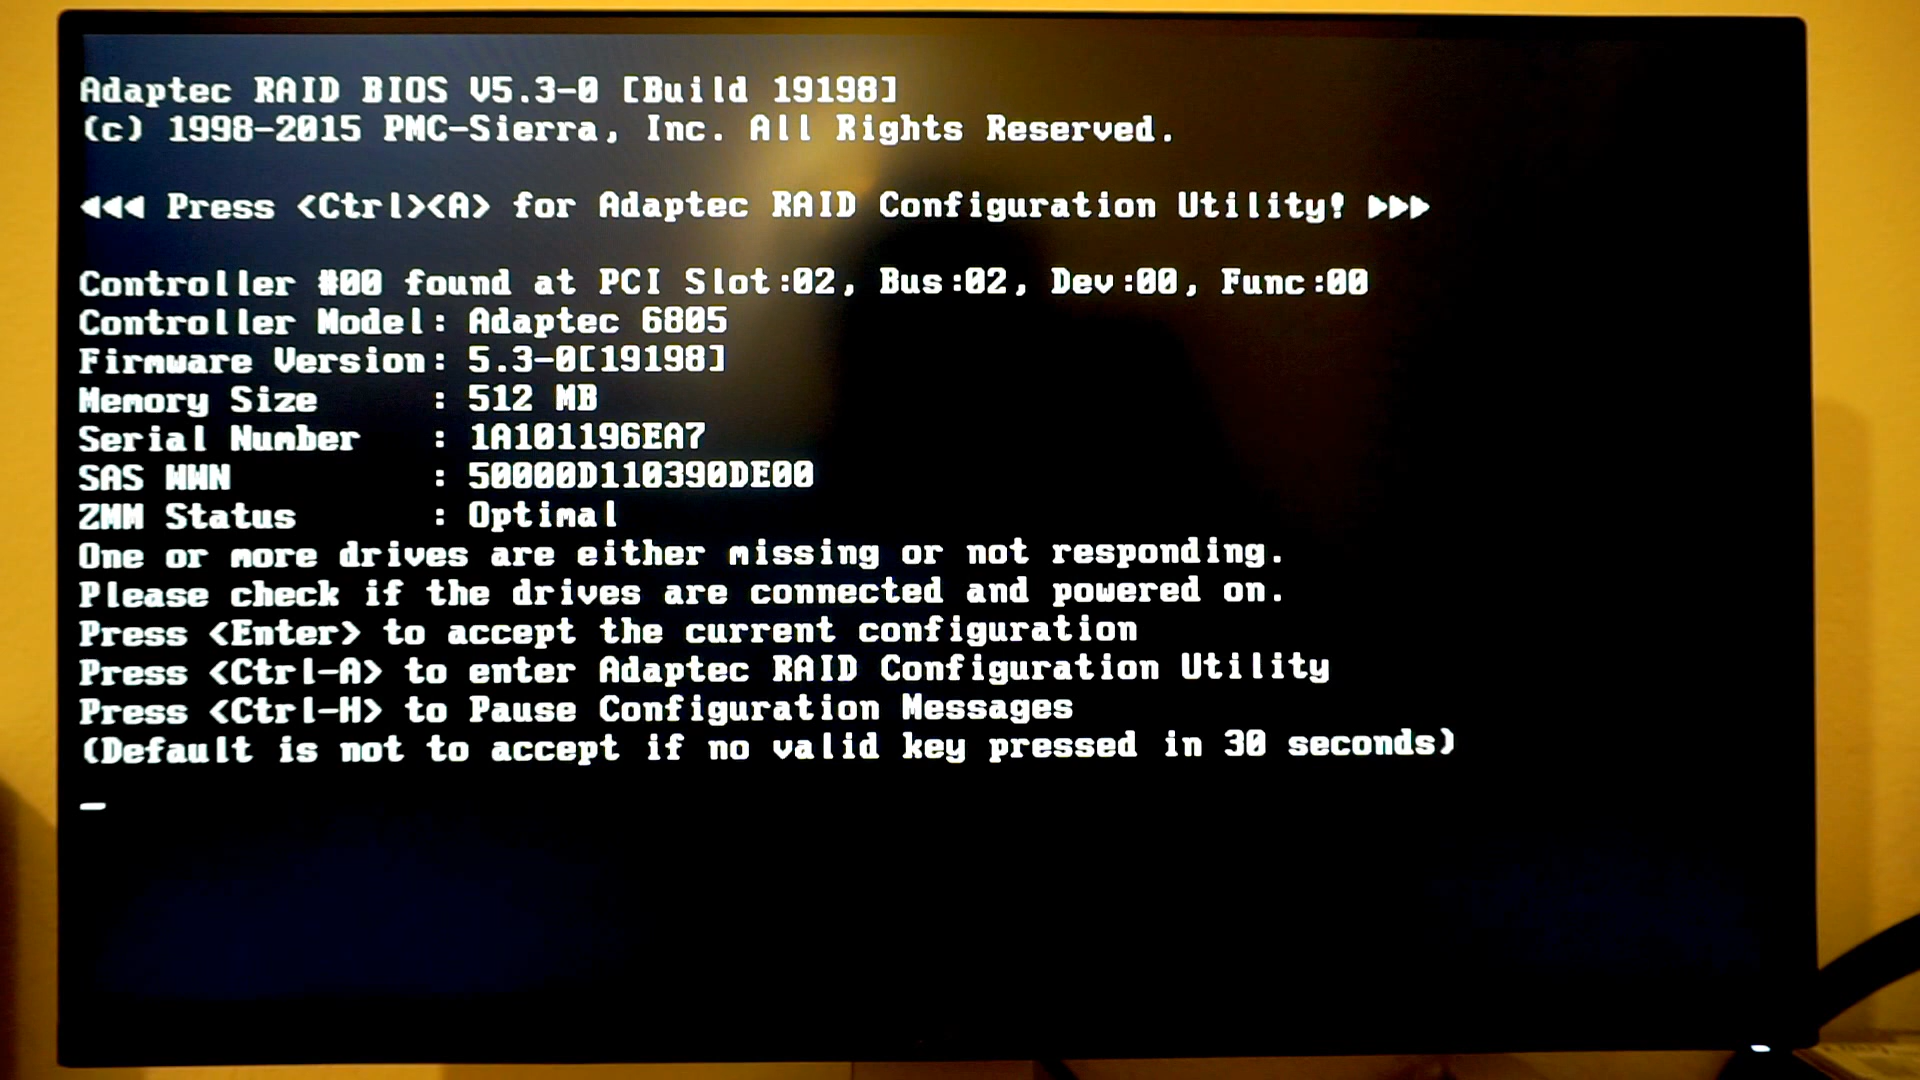 Adaptec RAID BIOS V5.3-0 [Build 19198]
(c) 1998-2015 PMC-Sierra, Inc. All Rights Reserved.
◄◄◄ Press <Ctrl><A> for Adaptec RAID Configuration Utility! ►►►
Controller #00 found at PCI Slot:02, Bus:02, Dev:00, Func:00
Controller Model: Adaptec 6805
Firmware Version: 5.3-0[19198]
Memory Size     : 512 MB
Serial Number   : 1A101196EA7
SAS WWN         : 50000D110390DE00
ZMM Status      : Optimal
One or more drives are either missing or not responding.
Please check if the drives are connected and powered on.
Press <Enter> to accept the current configuration
Press <Ctrl-A> to enter Adaptec RAID Configuration Utility
Press <Ctrl-H> to Pause Configuration Messages
(Default is not to accept if no valid key pressed in 30 seconds)
_